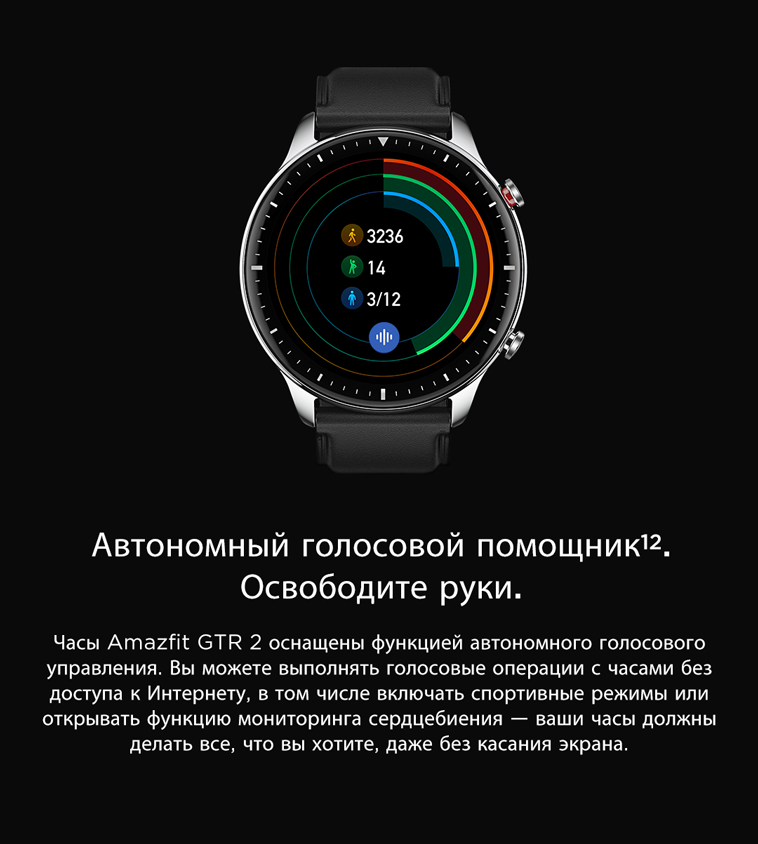 3236
14
3/12
Автономный голосовой помощник¹².
Освободите руки.
Часы Amazfit GTR 2 оснащены функцией автономного голосового
управления. Вы можете выполнять голосовые операции с часами без
доступа к Интернету, в том числе включать спортивные режимы или
открывать функцию мониторинга сердцебиения — ваши часы должны
делать все, что вы хотите, даже без касания экрана.